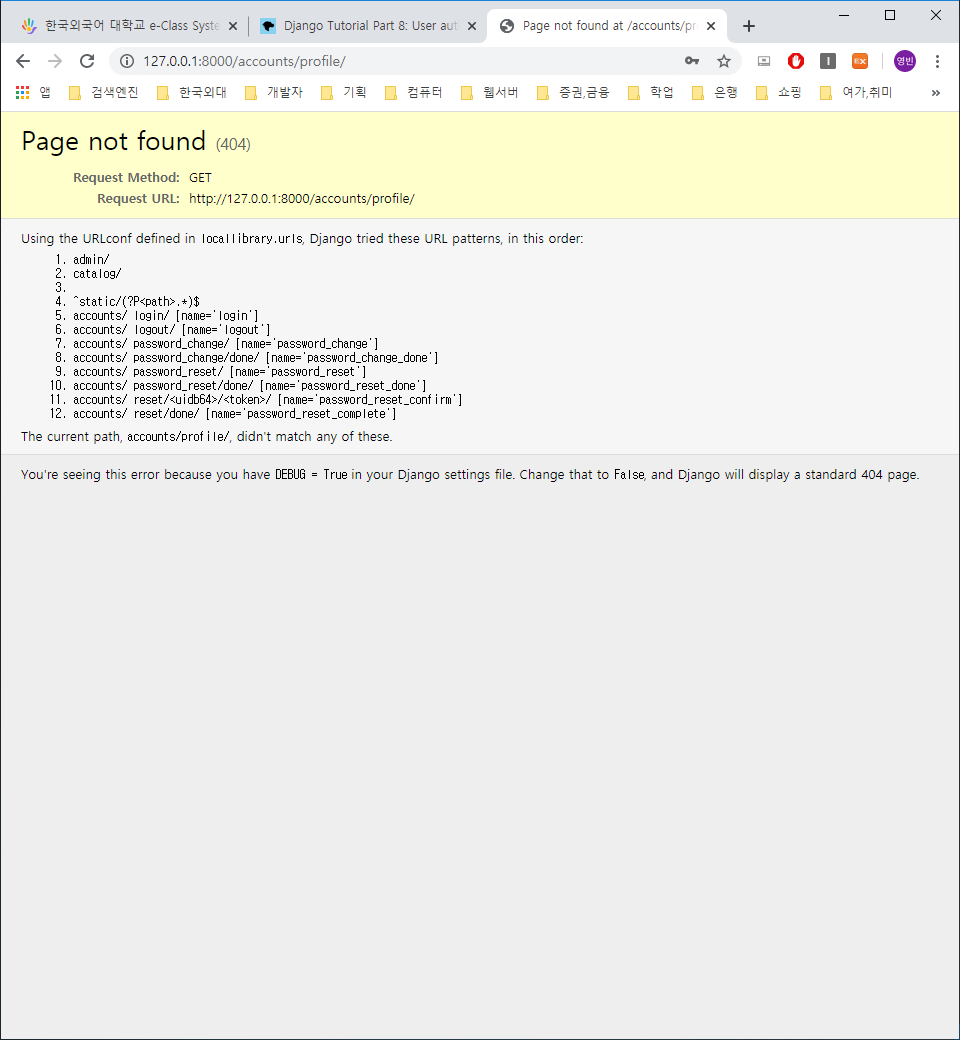 한국외국어 대학교 e-Class Syste
Django Tutorial Part 8: User aut
Page not found at /accounts/pr
127.0.0.1:8000/accounts/profile/
영빈
앱 검색엔진 한국외대 개발자 기획 컴퓨터 웹서버 증권,금융 학업 은행 쇼핑 여가,취미 »
Page not found (404)
Request Method: GET
Request URL: http://127.0.0.1:8000/accounts/profile/
Using the URLconf defined in locallibrary.urls, Django tried these URL patterns, in this order:
1. admin/
2. catalog/
3.
4. ^static/(?P<path>.*)$
5. accounts/ login/ [name='login']
6. accounts/ logout/ [name='logout']
7. accounts/ password_change/ [name='password_change']
8. accounts/ password_change/done/ [name='password_change_done']
9. accounts/ password_reset/ [name='password_reset']
10. accounts/ password_reset/done/ [name='password_reset_done']
11. accounts/ reset/<uidb64>/<token>/ [name='password_reset_confirm']
12. accounts/ reset/done/ [name='password_reset_complete']
The current path, accounts/profile/, didn't match any of these.
You're seeing this error because you have DEBUG = True in your Django settings file. Change that to False, and Django will display a standard 404 page.